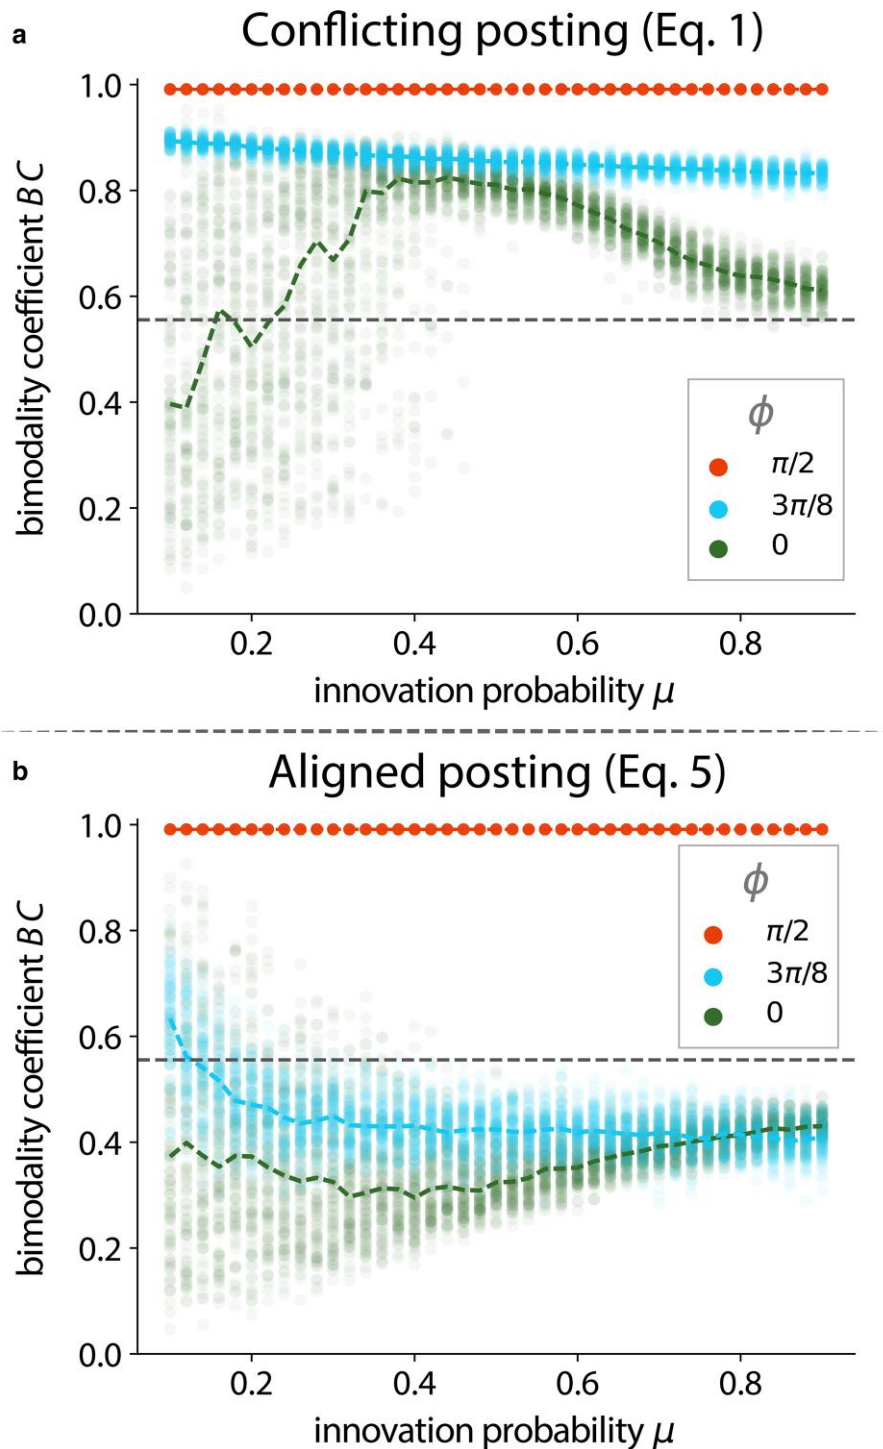 a
Conflicting posting (Eq. 1)
1.0
0.8
0.6
0.4
0.2
0.0
bimodality coefficient BC
ϕ
π/2
3π/8
0
0.2 0.4 0.6 0.8
innovation probability μ
b
Aligned posting (Eq. 5)
1.0
0.8
0.6
0.4
0.2
0.0
bimodality coefficient BC
ϕ
π/2
3π/8
0
0.2 0.4 0.6 0.8
innovation probability μ